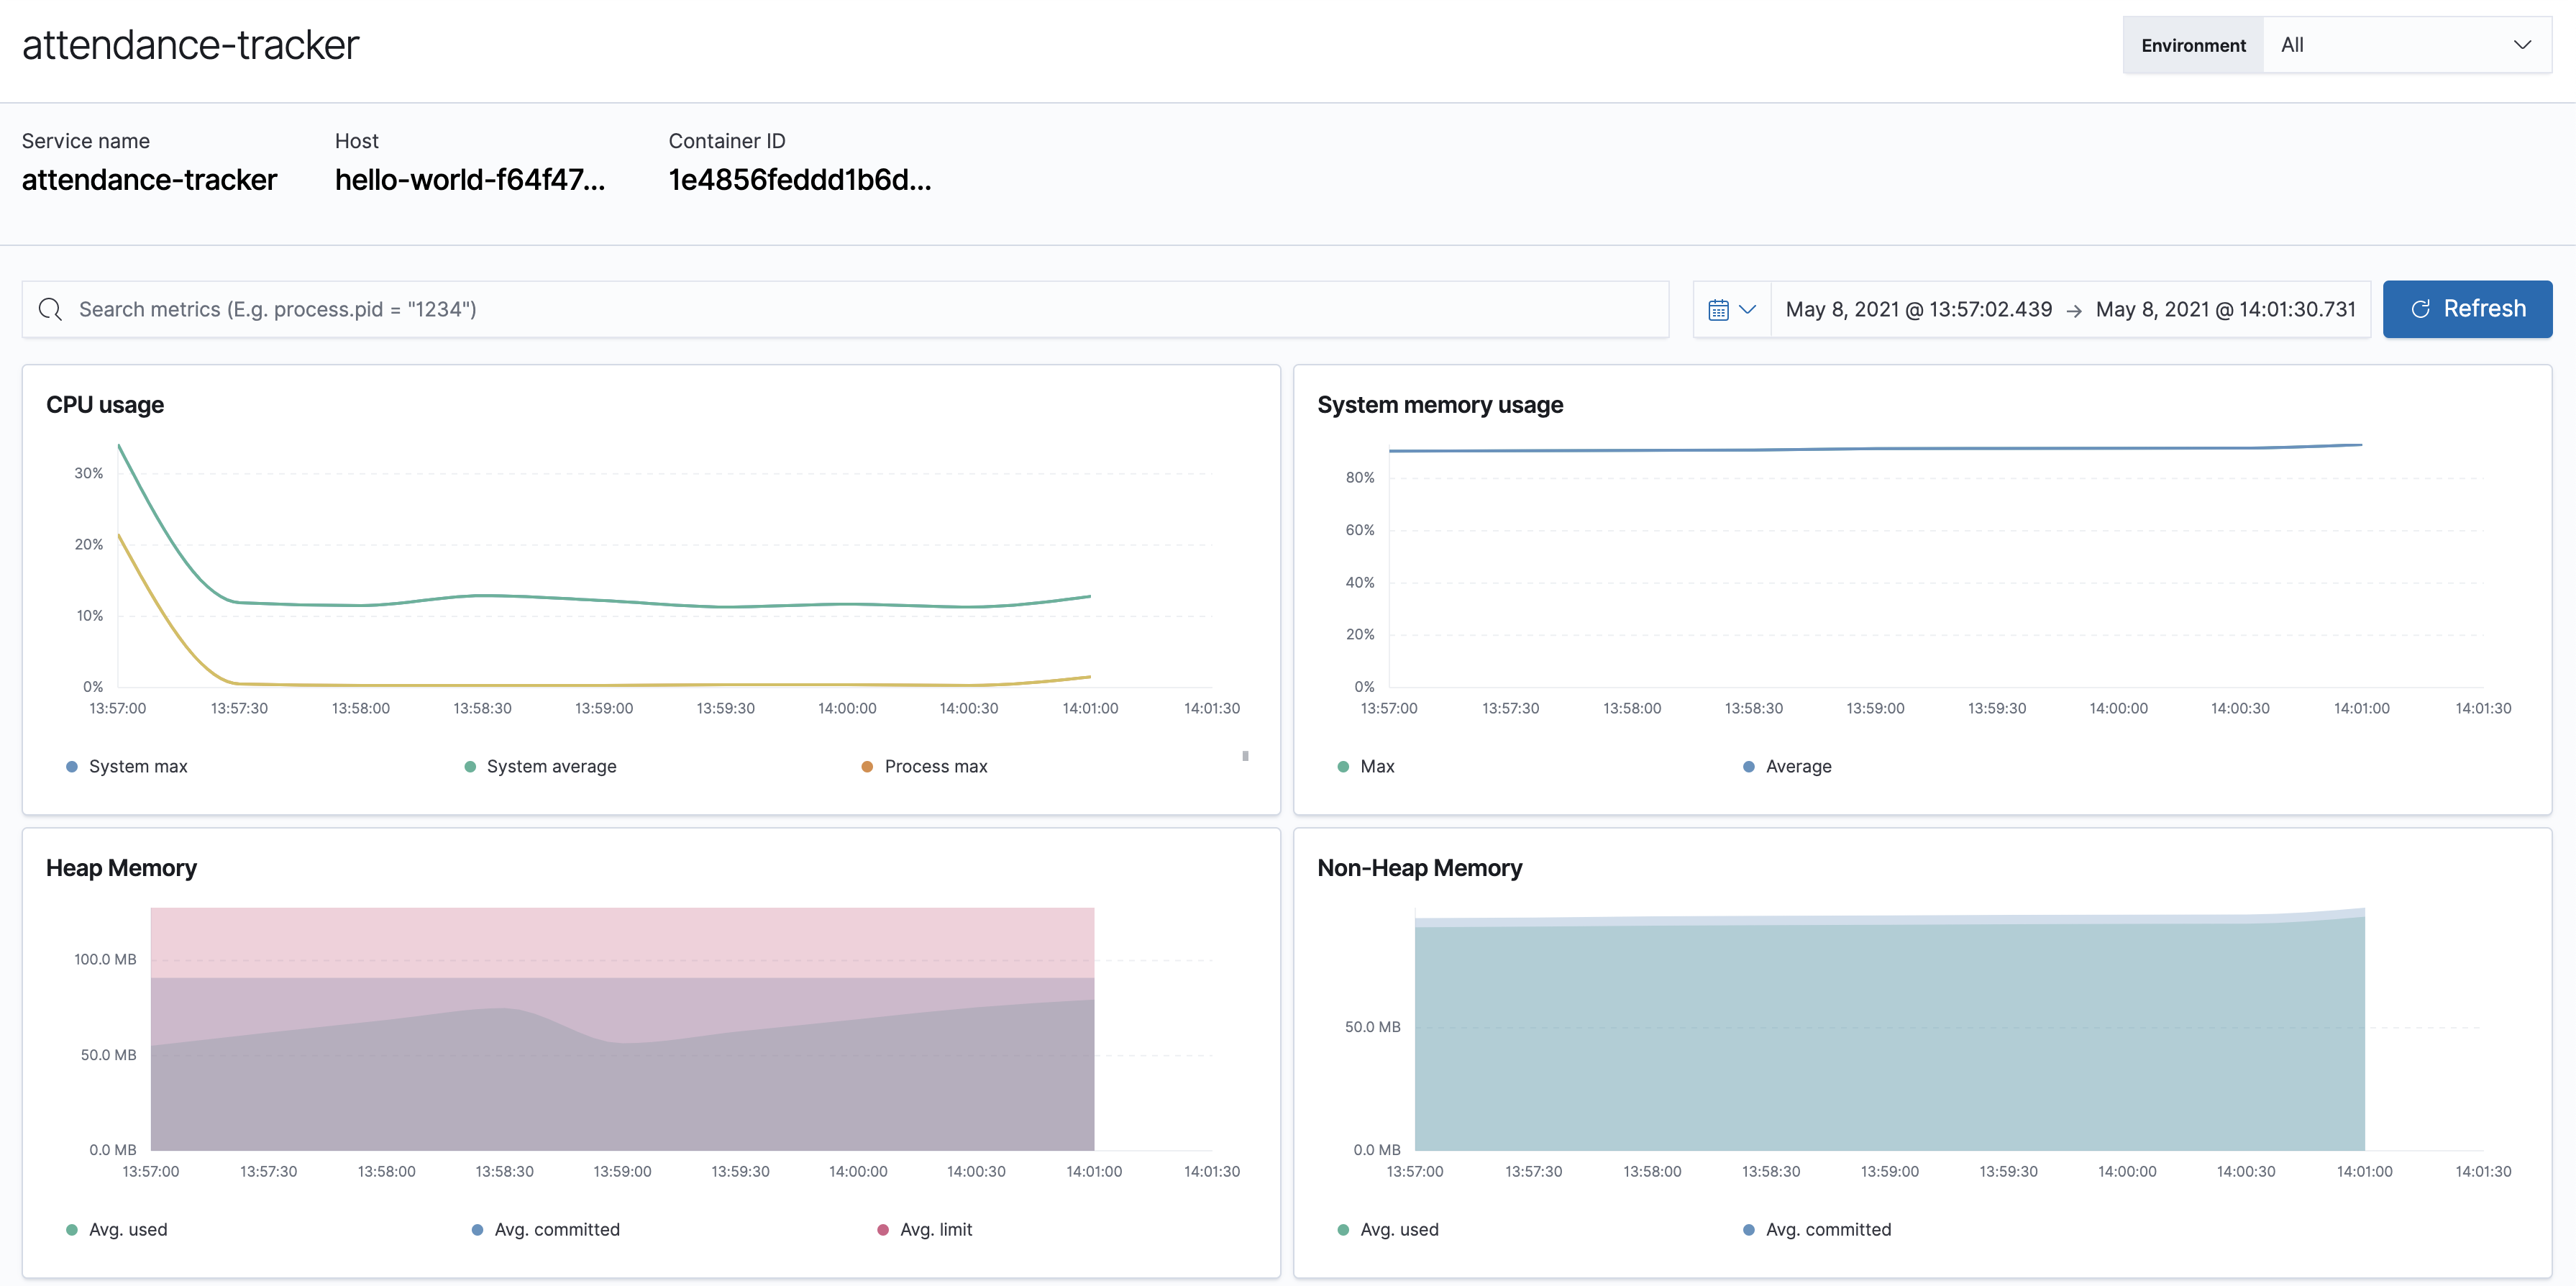 attendance-tracker
Environment All
Service name Host Container ID
attendance-tracker hello-world-f64f47... 1e4856feddd1b6d...
Search metrics (E.g. process.pid = "1234")
May 8, 2021 @ 13:57:02.439 → May 8, 2021 @ 14:01:30.731
Refresh
CPU usage
30%
20%
10%
0%
13:57:00 13:57:30 13:58:00 13:58:30 13:59:00 13:59:30 14:00:00 14:00:30 14:01:00 14:01:30
System max System average Process max
System memory usage
80%
60%
40%
20%
0%
13:57:00 13:57:30 13:58:00 13:58:30 13:59:00 13:59:30 14:00:00 14:00:30 14:01:00 14:01:30
Max Average
Heap Memory
100.0 MB
50.0 MB
0.0 MB
13:57:00 13:57:30 13:58:00 13:58:30 13:59:00 13:59:30 14:00:00 14:00:30 14:01:00 14:01:30
Avg. used Avg. committed Avg. limit
Non-Heap Memory
50.0 MB
0.0 MB
13:57:00 13:57:30 13:58:00 13:58:30 13:59:00 13:59:30 14:00:00 14:00:30 14:01:00 14:01:30
Avg. used Avg. committed